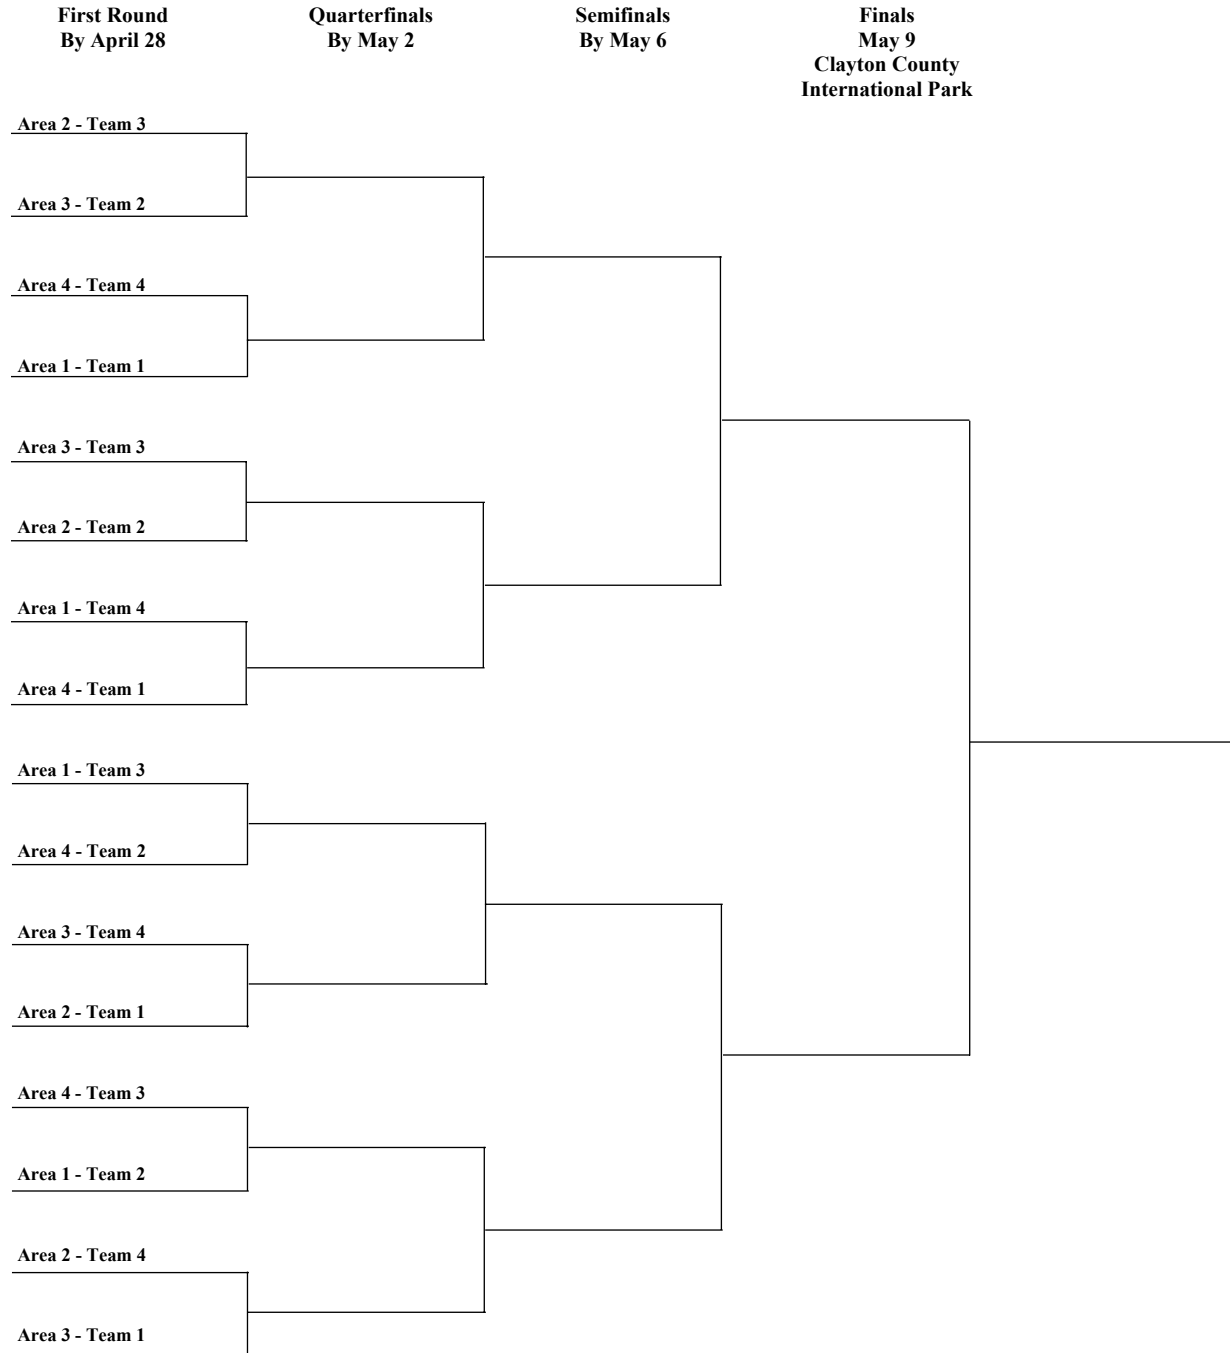 First Round
By April 28
Quarterfinals
By May 2
Semifinals
By May 6
Finals
May 9
Clayton County
International Park
Area 2 - Team 3
Area 3 - Team 2
Area 4 - Team 4
Area 1 - Team 1
Area 3 - Team 3
Area 2 - Team 2
Area 1 - Team 4
Area 4 - Team 1
Area 1 - Team 3
Area 4 - Team 2
Area 3 - Team 4
Area 2 - Team 1
Area 4 - Team 3
Area 1 - Team 2
Area 2 - Team 4
Area 3 - Team 1